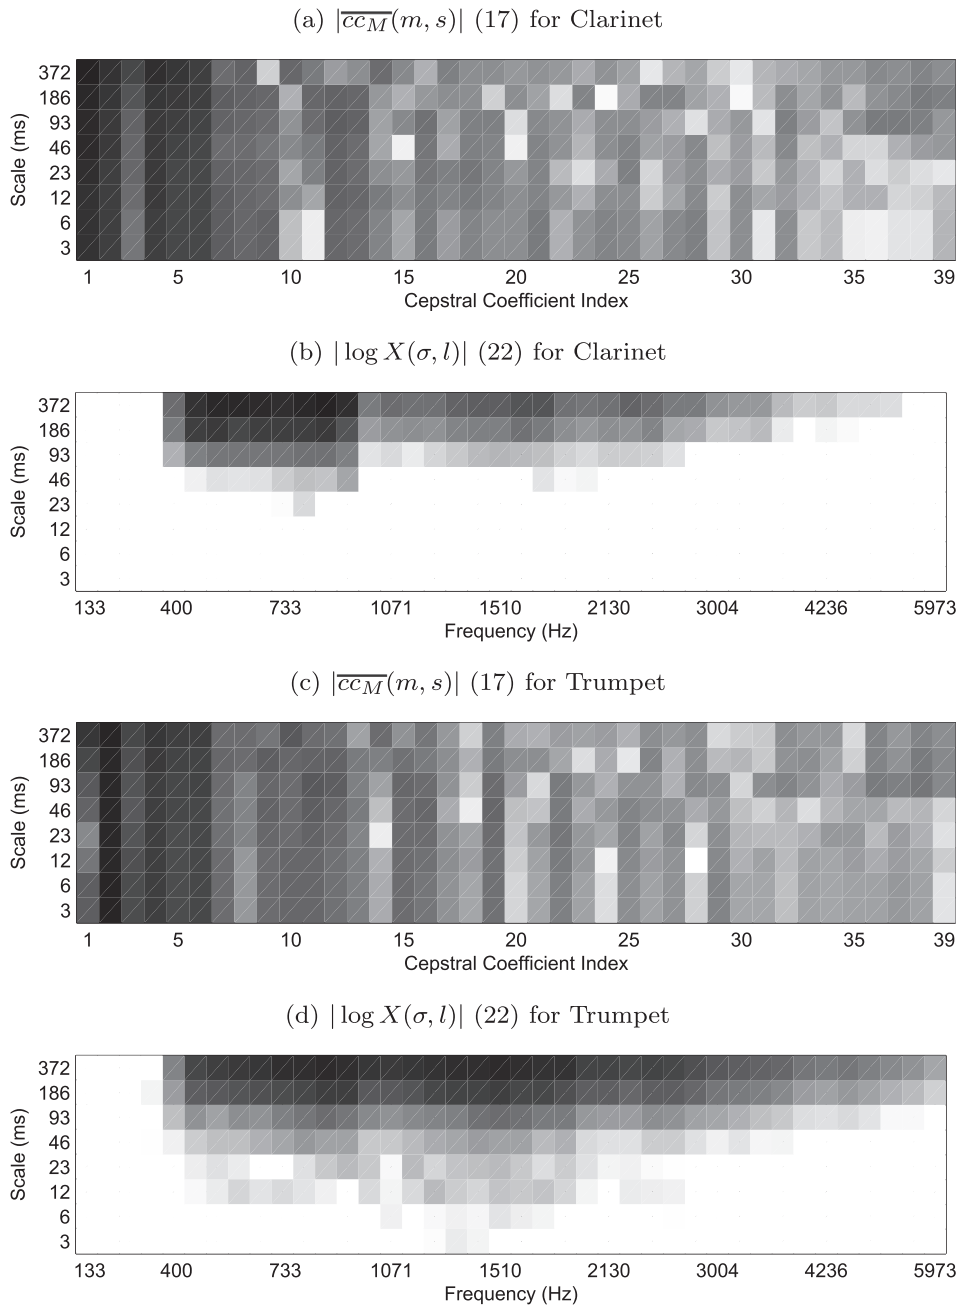 (a) |cc_M(m, s)| (17) for Clarinet
Scale (ms)
372
186
93
46
23
12
6
3
1 5 10 15 20 25 30 35 39
Cepstral Coefficient Index
(b) | log X(σ, l)| (22) for Clarinet
Scale (ms)
372
186
93
46
23
12
6
3
133 400 733 1071 1510 2130 3004 4236 5973
Frequency (Hz)
(c) |cc_M(m, s)| (17) for Trumpet
Scale (ms)
372
186
93
46
23
12
6
3
1 5 10 15 20 25 30 35 39
Cepstral Coefficient Index
(d) | log X(σ, l)| (22) for Trumpet
Scale (ms)
372
186
93
46
23
12
6
3
133 400 733 1071 1510 2130 3004 4236 5973
Frequency (Hz)